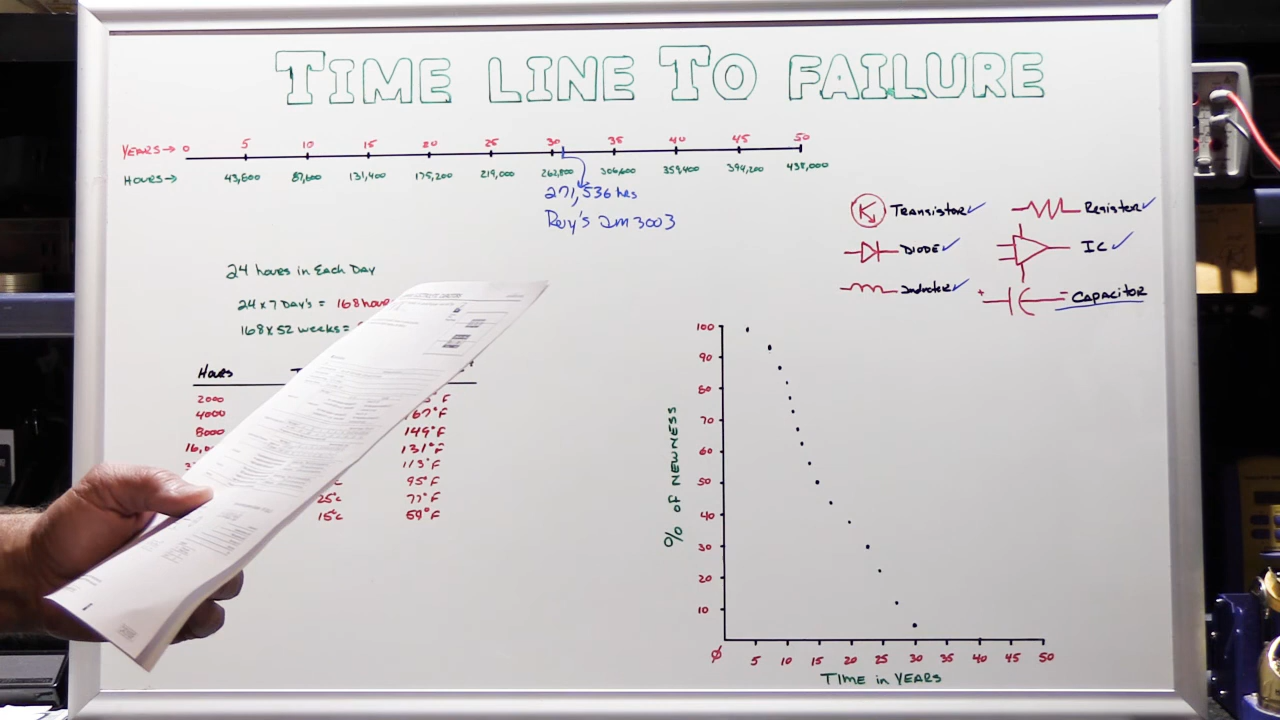 TIME LINE TO FAILURE
YEARS→ 0 5 10 15 20 25 30 35 40 45 50
HOURS→ 43,800 87,600 131,400 175,200 219,000 262,800 306,600 359,400 394,200 438,000
271,536 hrs
Rey's DM3003
Transistor✓ Resistor✓
DIODE✓ IC ✓
Inductor✓ + - CAPACITOR
24 hours in Each Day
24 x 7 Day's = 168 hou
168 x 52 weeks =
Hours
2000 °F
4000 167°F
8000 149°F
16,0 131°F
113°F
95°F
25°c 77°F
15°c 59°F
% OF NEWNESS
100
90
80
70
60
50
40
30
20
10
Ø 5 10 15 20 25 30 35 40 45 50
TIME in YEARS